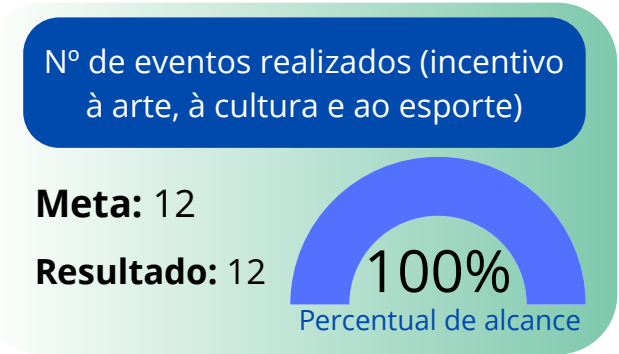 Nº de eventos realizados (incentivo
à arte, à cultura e ao esporte)
Meta: 12
Resultado: 12
100%
Percentual de alcance